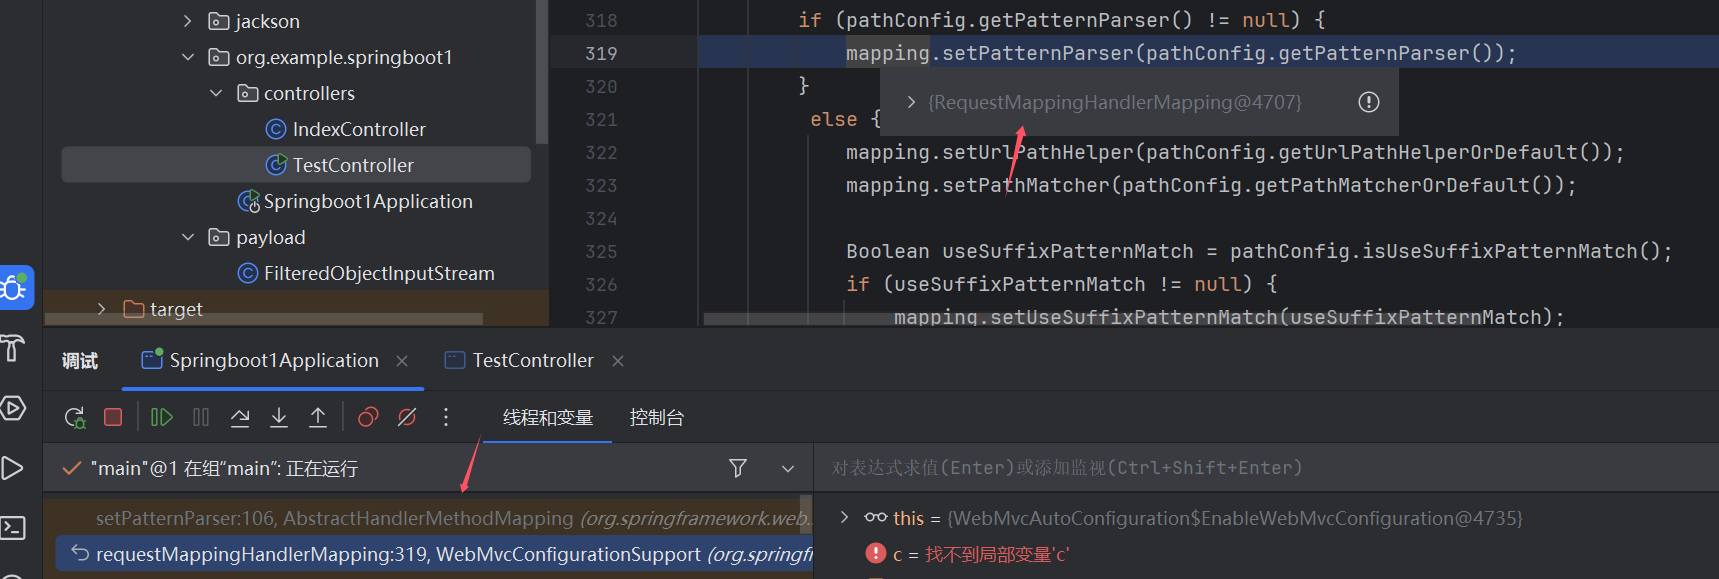 jackson
org.example.springboot1
controllers
IndexController
TestController
Springboot1Application
payload
FilteredObjectInputStream
target
318 if (pathConfig.getPatternParser() != null) {
319 mapping.setPatternParser(pathConfig.getPatternParser());
320 }
{RequestMappingHandlerMapping@4707}
321 else {
322 mapping.setUrlPathHelper(pathConfig.getUrlPathHelperOrDefault());
323 mapping.setPathMatcher(pathConfig.getPathMatcherOrDefault());
324
325 Boolean useSuffixPatternMatch = pathConfig.isUseSuffixPatternMatch();
326 if (useSuffixPatternMatch != null) {
327 mapping.setUseSuffixPatternMatch(useSuffixPatternMatch);
调试 Springboot1Application TestController
线程和变量 控制台
"main"@1 在组"main": 正在运行
对表达式求值(Enter)或添加监视(Ctrl+Shift+Enter)
setPatternParser:106, AbstractHandlerMethodMapping (org.springframework.web.
requestMappingHandlerMapping:319, WebMvcConfigurationSupport (org.springfr
this = {WebMvcAutoConfiguration$EnableWebMvcConfiguration@4735}
c = 找不到局部变量'c'